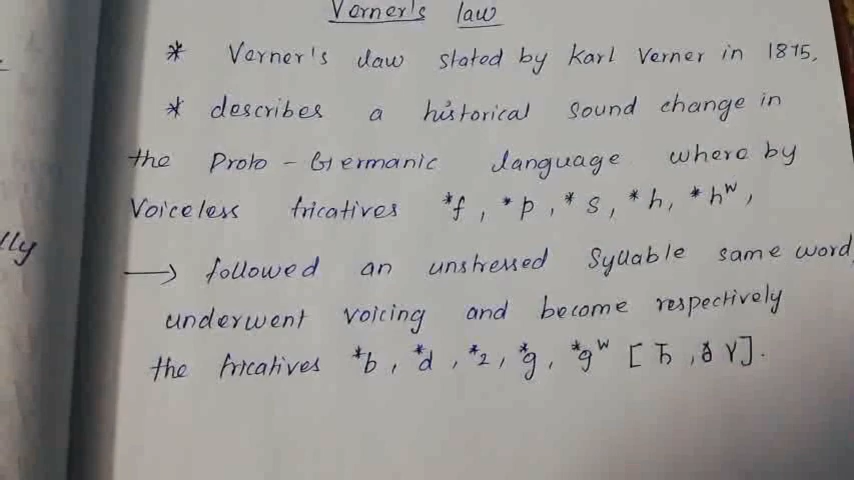 Verner's law
* Verner's law stated by Karl Verner in 1875.
* describes a historical sound change in
the Proto - Germanic language where by
Voiceless fricatives *f, *p, *s, *h, *hʷ,
lly
→ followed an unstressed syllable same word,
underwent voicing and become respectively
the fricatives *b, *d, *2, *g, *gʷ [ ƀ, ð γ].